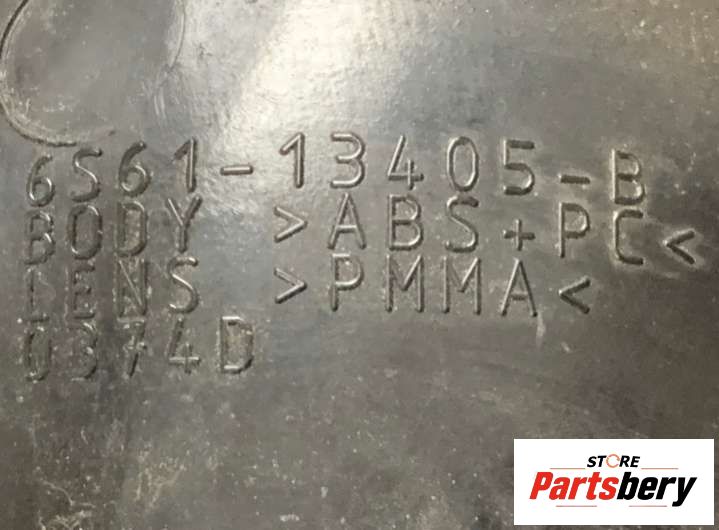 6S61-13405-B
BODY >ABS+PC<
LENS >PMMA<
0374D
STORE
Partsbery